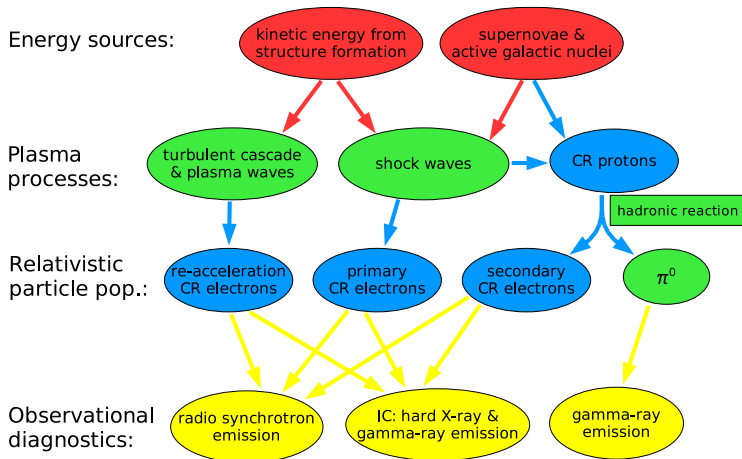 Energy sources:
kinetic energy from
structure formation
supernovae &
active galactic nuclei
Plasma
processes:
turbulent cascade
& plasma waves
shock waves
CR protons
hadronic reaction
Relativistic
particle pop.:
re-acceleration
CR electrons
primary
CR electrons
secondary
CR electrons
π⁰
Observational
diagnostics:
radio synchrotron
emission
IC: hard X-ray &
gamma-ray emission
gamma-ray
emission